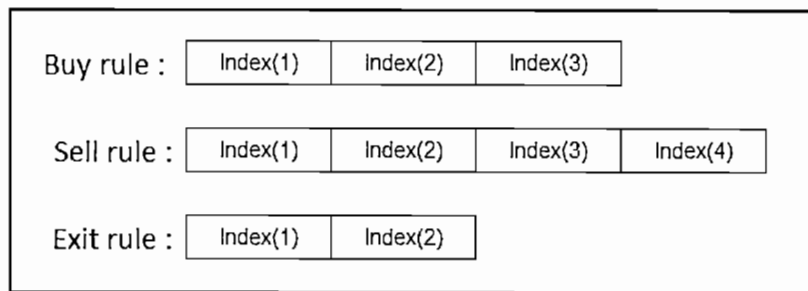 Buy rule : Index(1) Index(2) Index(3)
Sell rule : Index(1) Index(2) Index(3) Index(4)
Exit rule : Index(1) Index(2)